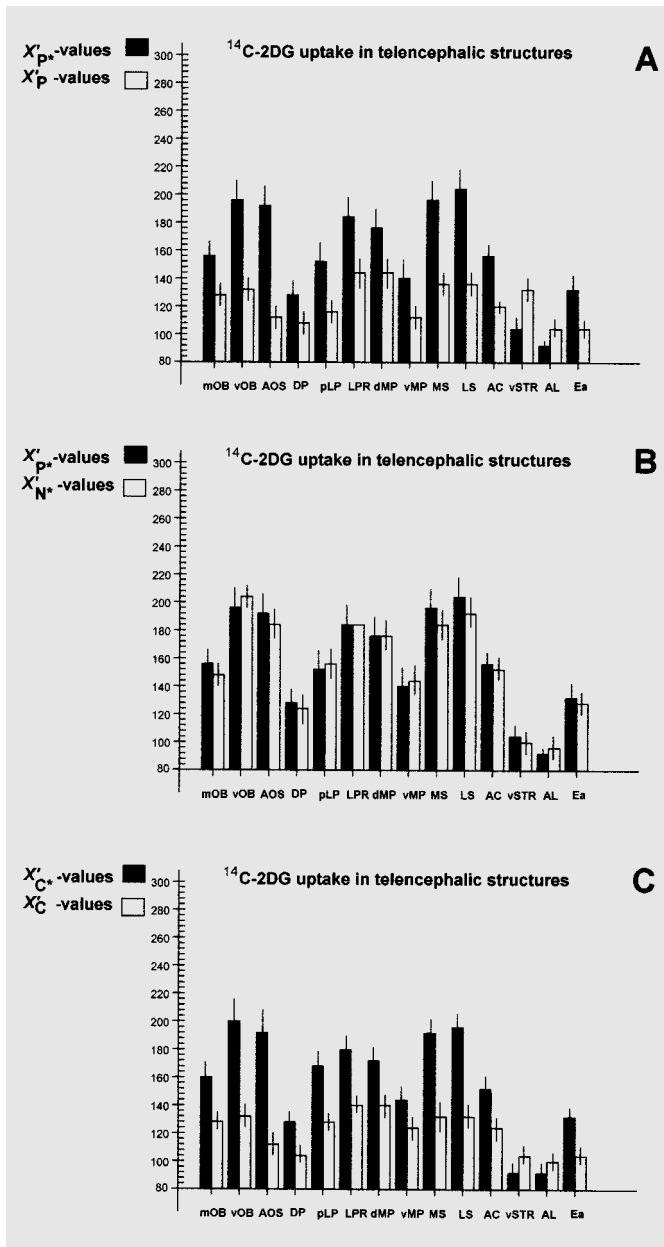 X′P* -values
14C-2DG uptake in telencephalic structures
A
X′P -values
300
280
260
240
220
200
180
160
140
120
100
80
mOB vOB AOS DP pLP LPR dMP vMP MS LS AC vSTR AL Ea
X′P* -values
14C-2DG uptake in telencephalic structures
B
X′N* -values
300
280
260
240
220
200
180
160
140
120
100
80
mOB vOB AOS DP pLP LPR dMP vMP MS LS AC vSTR AL Ea
X′C* -values
14C-2DG uptake in telencephalic structures
C
X′C -values
300
280
260
240
220
200
180
160
140
120
100
80
mOB vOB AOS DP pLP LPR dMP vMP MS LS AC vSTR AL Ea